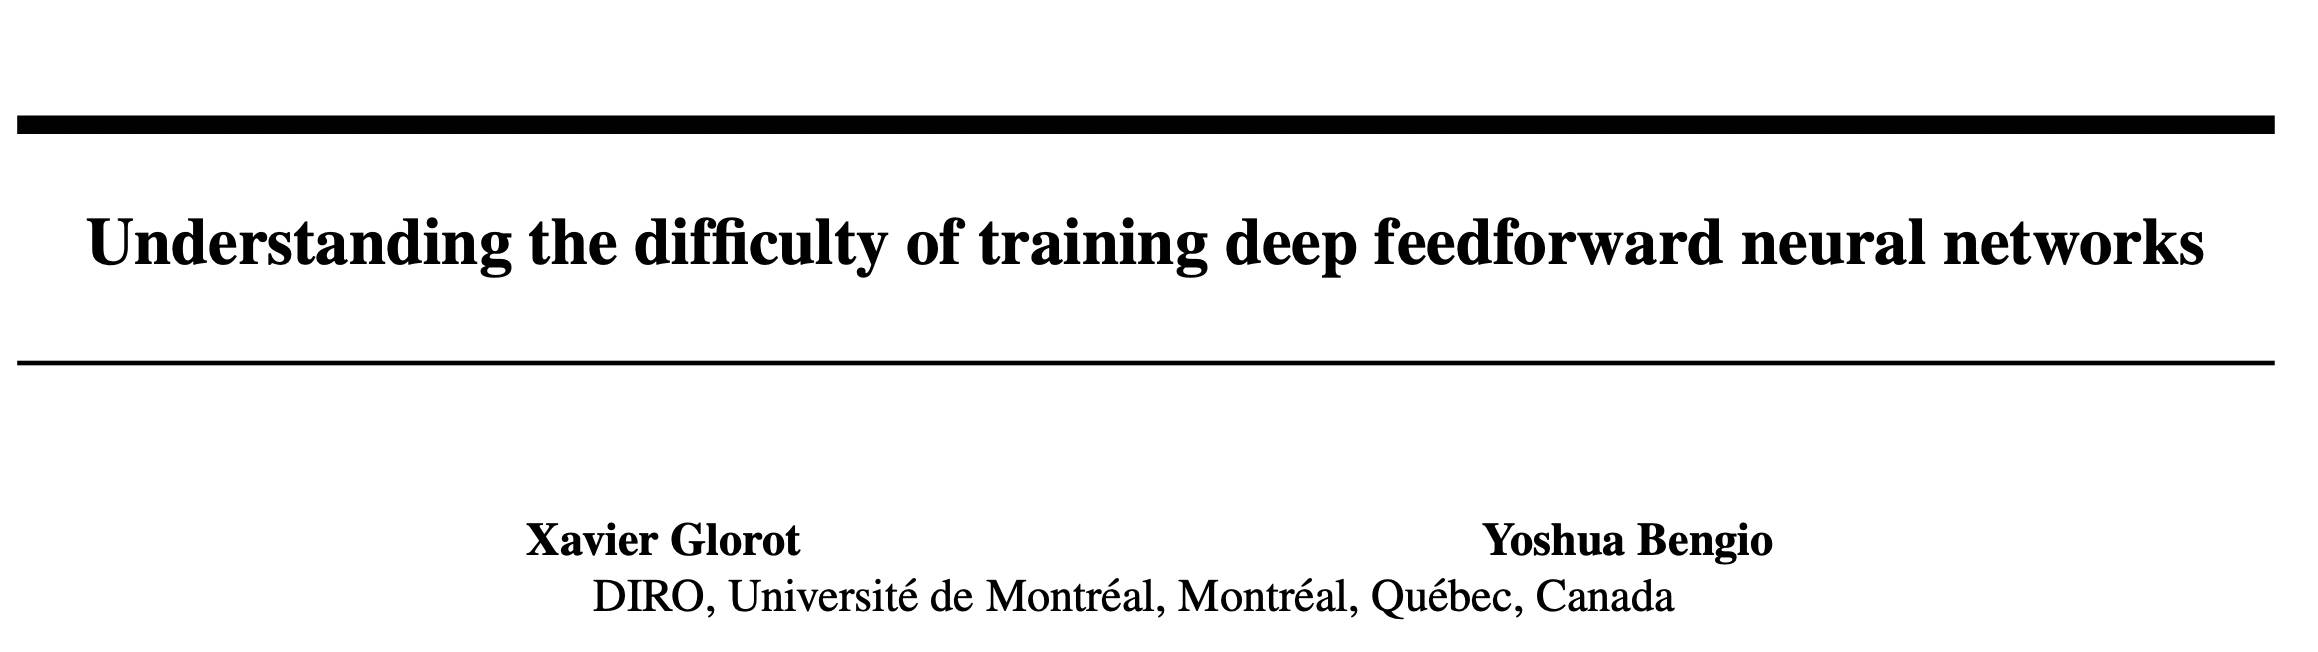 Understanding the difficulty of training deep feedforward neural networks
Xavier Glorot Yoshua Bengio
DIRO, Université de Montréal, Montréal, Québec, Canada